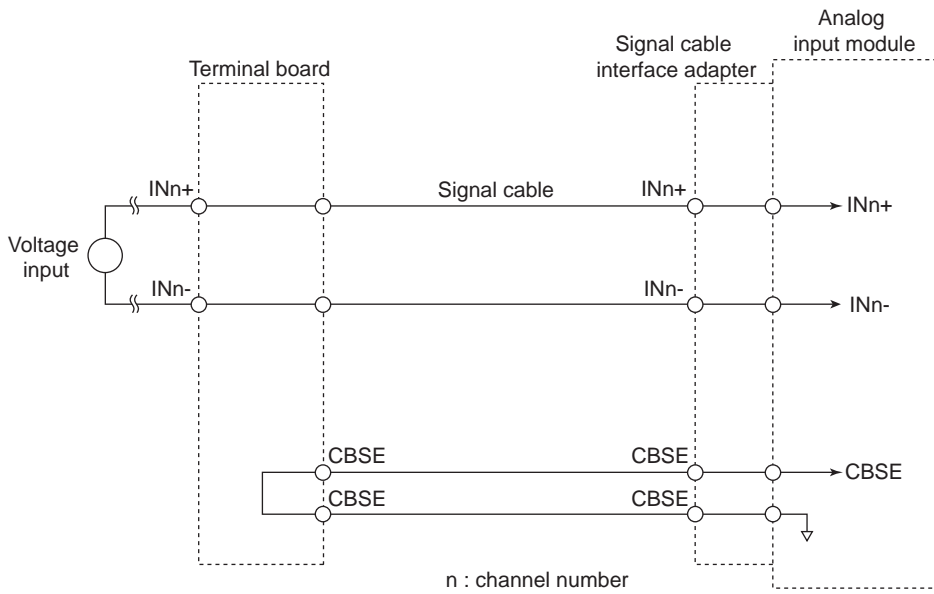 Analog
input module
Signal cable
interface adapter
Terminal board
INn+
Signal cable
INn+
INn+
Voltage
input
INn-
INn-
INn-
CBSE
CBSE
CBSE
CBSE
CBSE
n : channel number